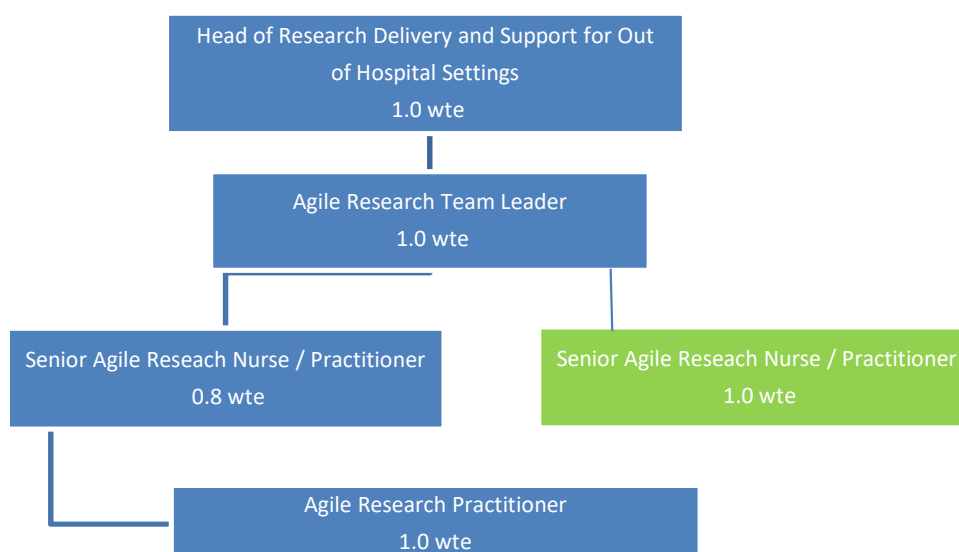 Head of Research Delivery and Support for Out
of Hospital Settings
1.0 wte
Agile Research Team Leader
1.0 wte
Senior Agile Reseach Nurse / Practitioner
0.8 wte
Senior Agile Reseach Nurse / Practitioner
1.0 wte
Agile Research Practitioner
1.0 wte